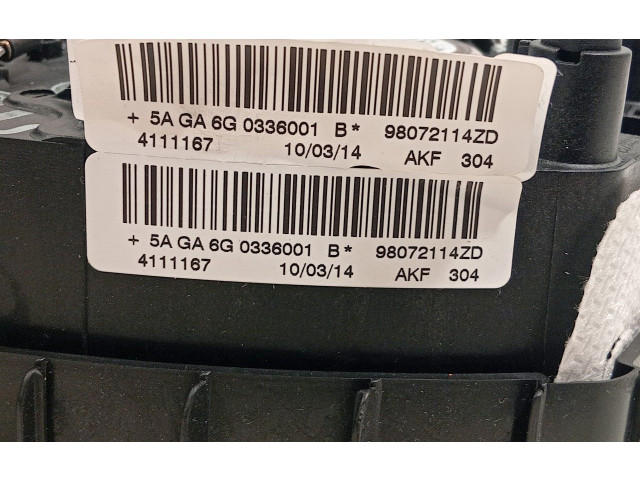 + 5A GA 6G 0336001 B* 98072114ZD
4111167 10/03/14 AKF 304
+ 5A GA 6G 0336001 B* 98072114ZD
4111167 10/03/14 AKF 304